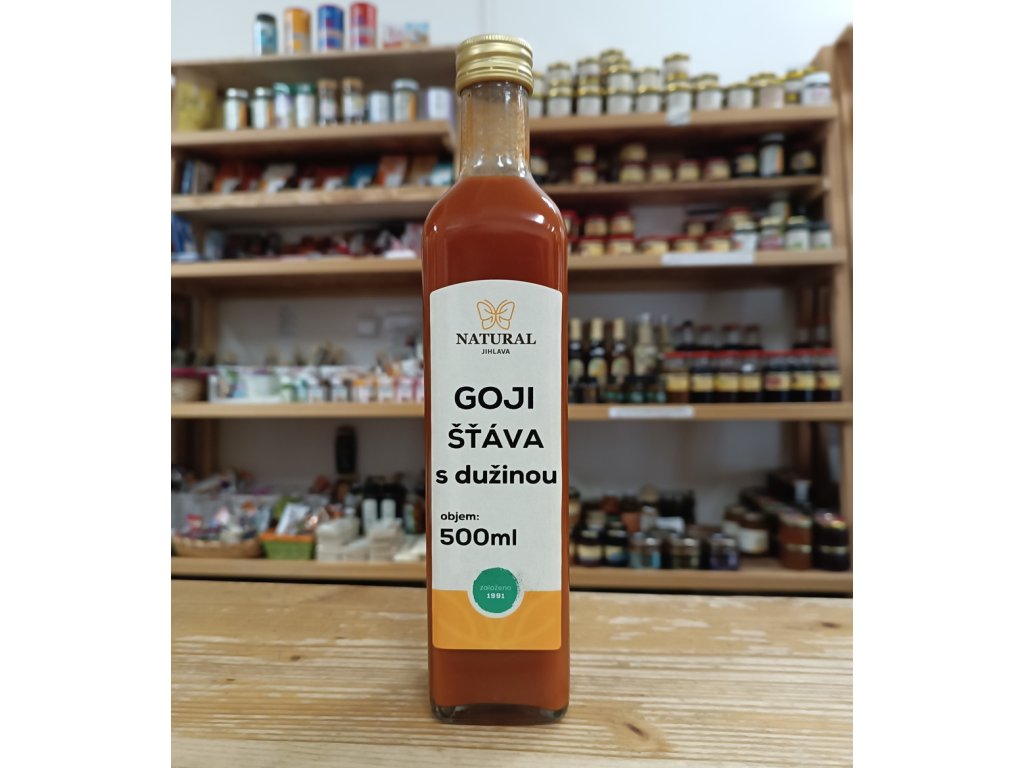 NATURAL
JIHLAVA
GOJI
ŠŤÁVA
s dužinou
objem:
500ml
založeno
1991